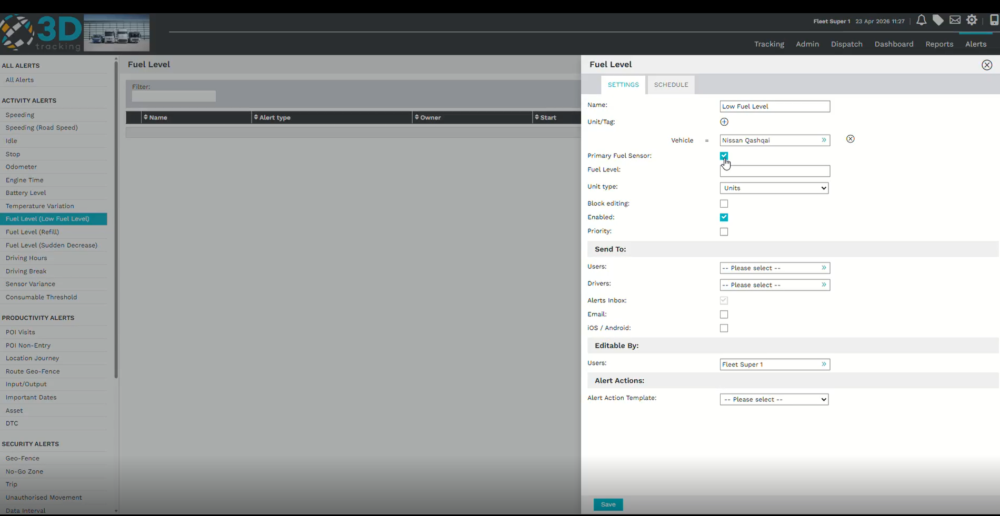 3D
tracking
Fleet Super 1 23 Apr 2026 11:27
Tracking Admin Dispatch Dashboard Reports Alerts
ALL ALERTS
All Alerts
ACTIVITY ALERTS
Speeding
Speeding (Road Speed)
Idle
Stop
Odometer
Engine Time
Battery Level
Temperature Variation
Fuel Level (Low Fuel Level)
Fuel Level (Refill)
Fuel Level (Sudden Decrease)
Driving Hours
Driving Break
Sensor Variance
Consumable Threshold
PRODUCTIVITY ALERTS
POI Visits
POI Non-Entry
Location Journey
Route Geo-Fence
Input/Output
Important Dates
Asset
DTC
SECURITY ALERTS
Geo-Fence
No-Go Zone
Trip
Unauthorised Movement
Data Interval
Fuel Level
Filter:
Name Alert type Owner Start
Fuel Level
SETTINGS SCHEDULE
Name: Low Fuel Level
Unit/Tag:
Vehicle = Nissan Qashqai »
Primary Fuel Sensor:
Fuel Level:
Unit type: Units
Block editing:
Enabled:
Priority:
Send To:
Users: -- Please select -- »
Drivers: -- Please select -- »
Alerts Inbox:
Email:
iOS / Android:
Editable By:
Users: Fleet Super 1 »
Alert Actions:
Alert Action Template: -- Please select --
Save